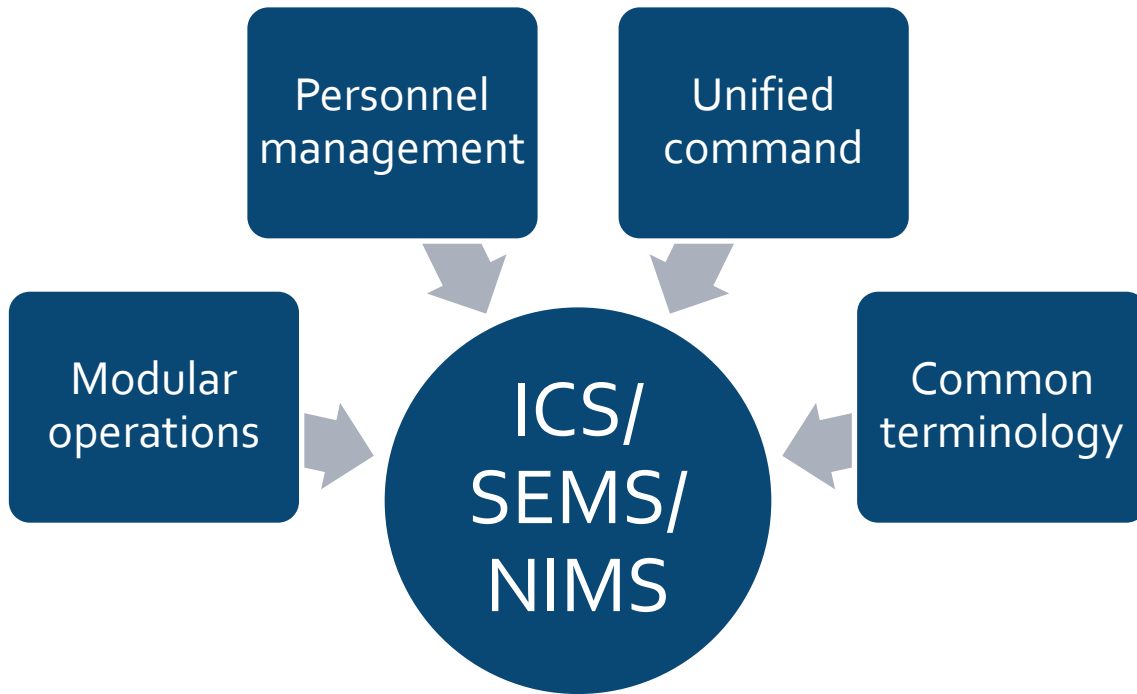 Personnel
management
Unified
command
Modular
operations
Common
terminology
ICS/
SEMS/
NIMS